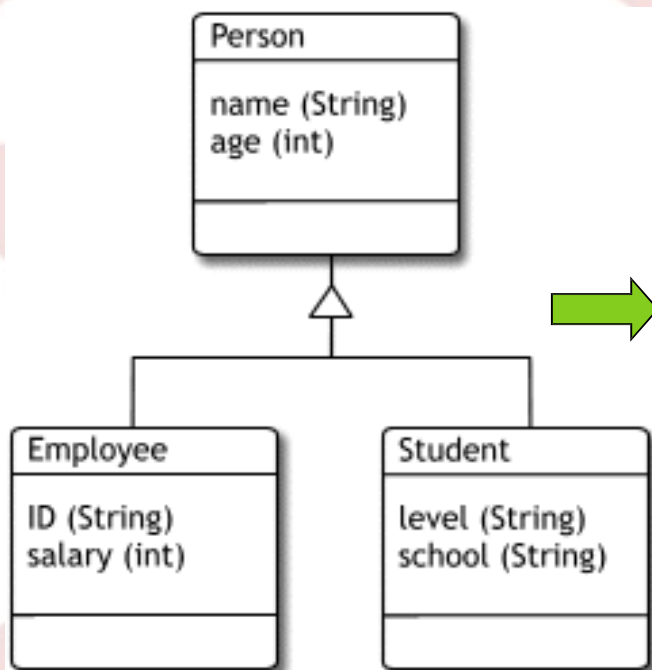 Person
name (String)
age (int)
Employee
ID (String)
salary (int)
Student
level (String)
school (String)